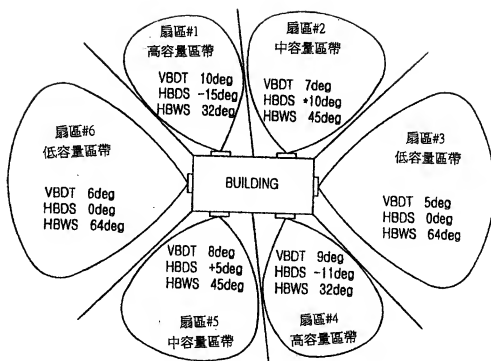 扇區#1
高容量區帶
VBDT 10deg
HBDS -15deg
HBWS 32deg
扇區#2
中容量區帶
VBDT 7deg
HBDS *10deg
HBWS 45deg
扇區#6
低容量區帶
VBDT 6deg
HBDS 0deg
HBWS 64deg
BUILDING
扇區#3
低容量區帶
VBDT 5deg
HBDS 0deg
HBWS 64deg
VBDT 8deg
HBDS +5deg
HBWS 45deg
扇區#5
中容量區帶
VBDT 9deg
HBDS -11deg
HBWS 32deg
扇區#4
高容量區帶